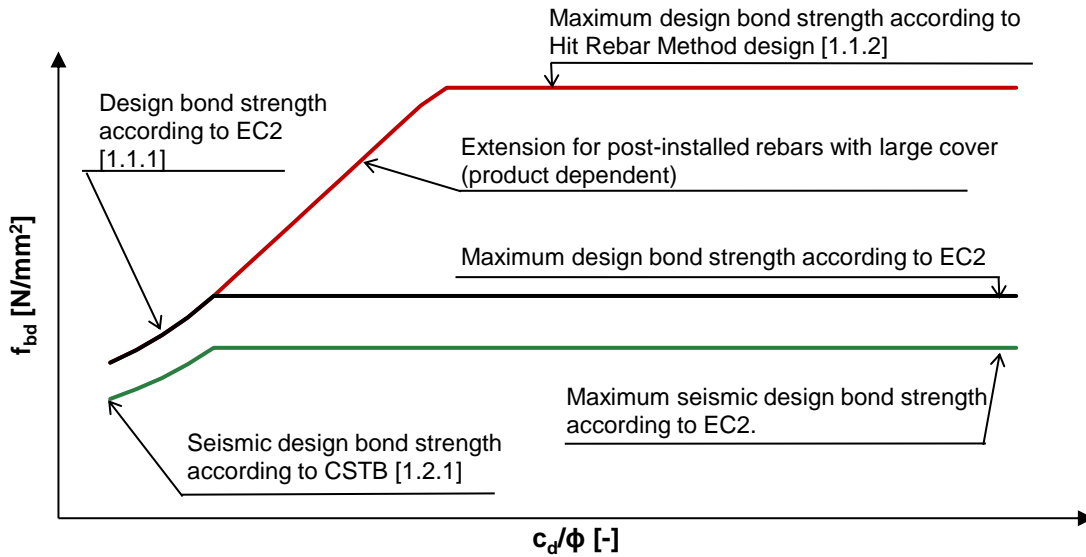 Maximum design bond strength according to
Hit Rebar Method design [1.1.2]
Design bond strength
according to EC2
[1.1.1]
Extension for post-installed rebars with large cover
(product dependent)
Maximum design bond strength according to EC2
f_bd [N/mm²]
Maximum seismic design bond strength
according to EC2.
Seismic design bond strength
according to CSTB [1.2.1]
c_d/ϕ [-]